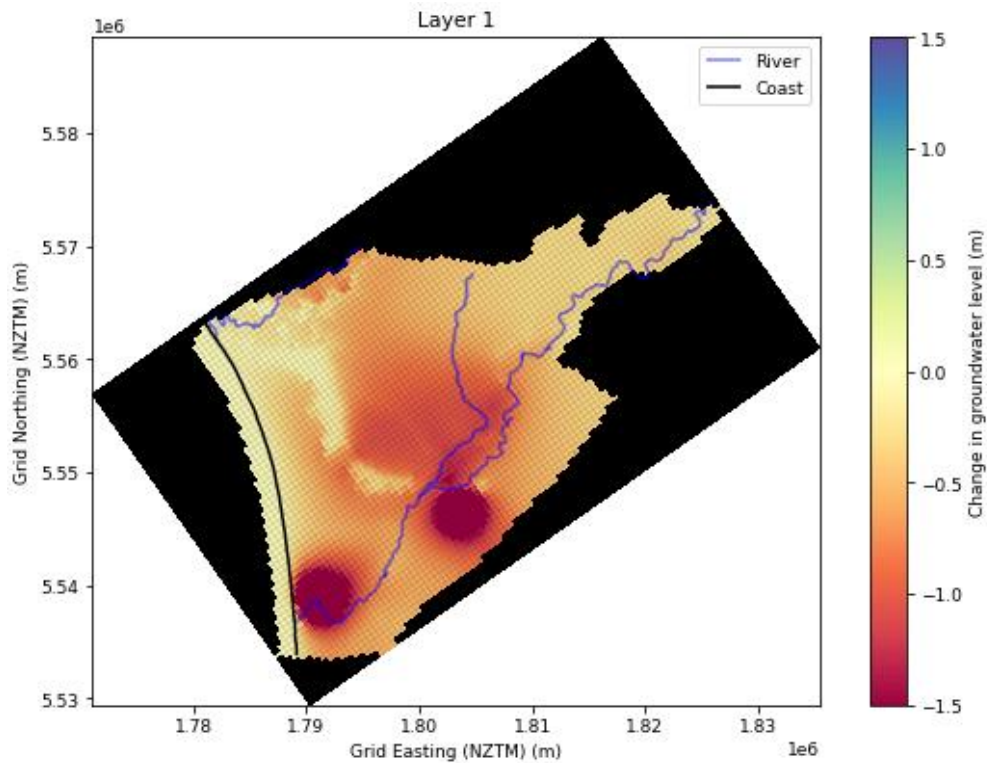 Layer 1
1e6
River
Coast
5.58
5.57
5.56
5.55
5.54
5.53
Grid Northing (NZTM) (m)
1.78
1.79
1.80
1.81
1.82
1.83
1e6
Grid Easting (NZTM) (m)
1.5
1.0
0.5
0.0
−0.5
−1.0
−1.5
Change in groundwater level (m)